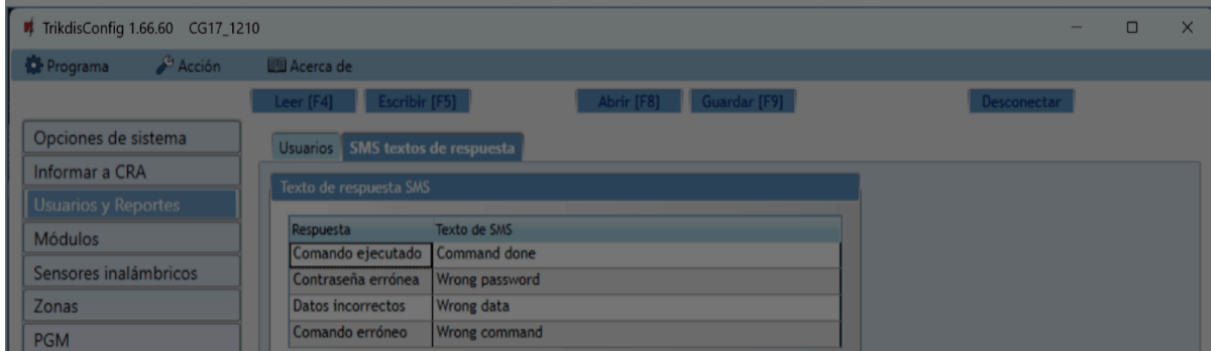 TrikdisConfig 1.66.60 CG17_1210
Programa Acción Acerca de
Leer [F4] Escribir [F5] Abrir [F8] Guardar [F9] Desconectar
Opciones de sistema
Informar a CRA
Usuarios y Reportes
Módulos
Sensores inalámbricos
Zonas
PGM
Usuarios SMS textos de respuesta
Texto de respuesta SMS
Respuesta Texto de SMS
Comando ejecutado Command done
Contraseña errónea Wrong password
Datos incorrectos Wrong data
Comando erróneo Wrong command